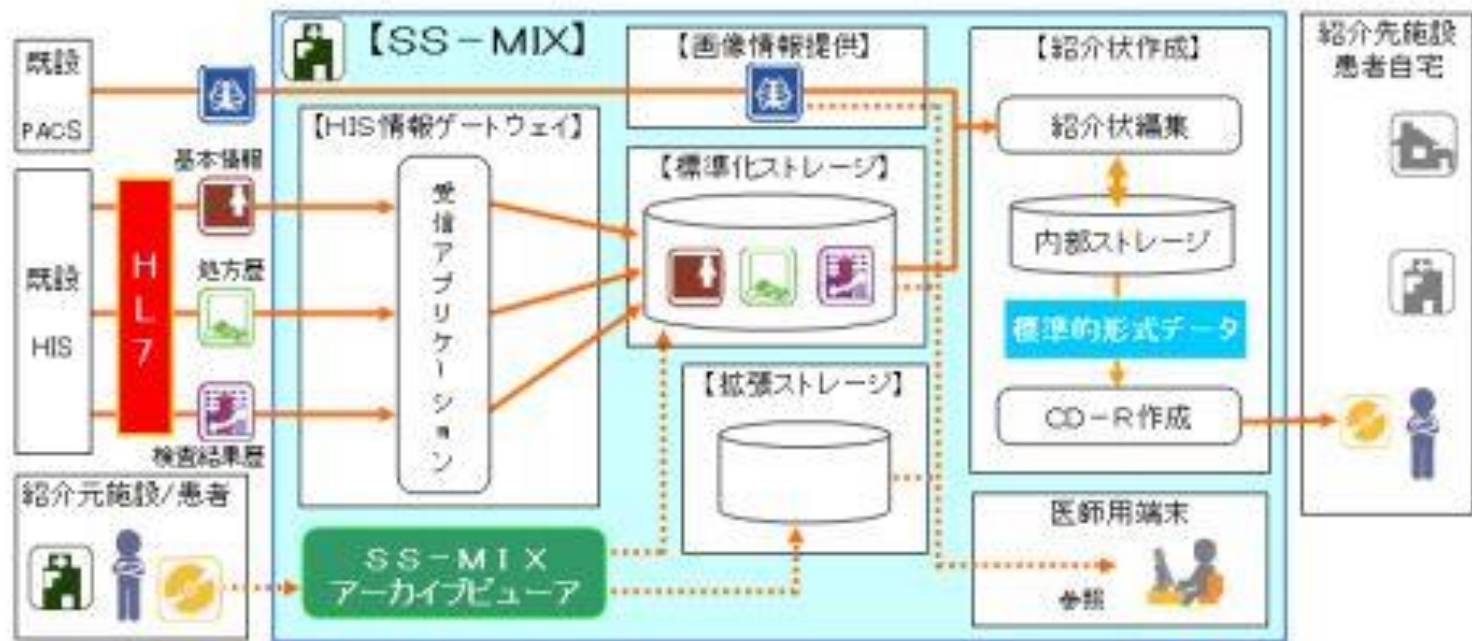 既設
PACS
基本情報
既設
HIS
HL7
処方歴
検査結果歴
紹介元施設/患者
【SS-MIX】
【HIS情報ゲートウェイ】
受信アプリケーション
SS-MIX
アーカイブビューア
【画像情報提供】
【標準化ストレージ】
【拡張ストレージ】
【紹介状作成】
紹介状編集
内部ストレージ
標準的形式データ
CD-R作成
医師用端末
参照
紹介先施設
患者自宅